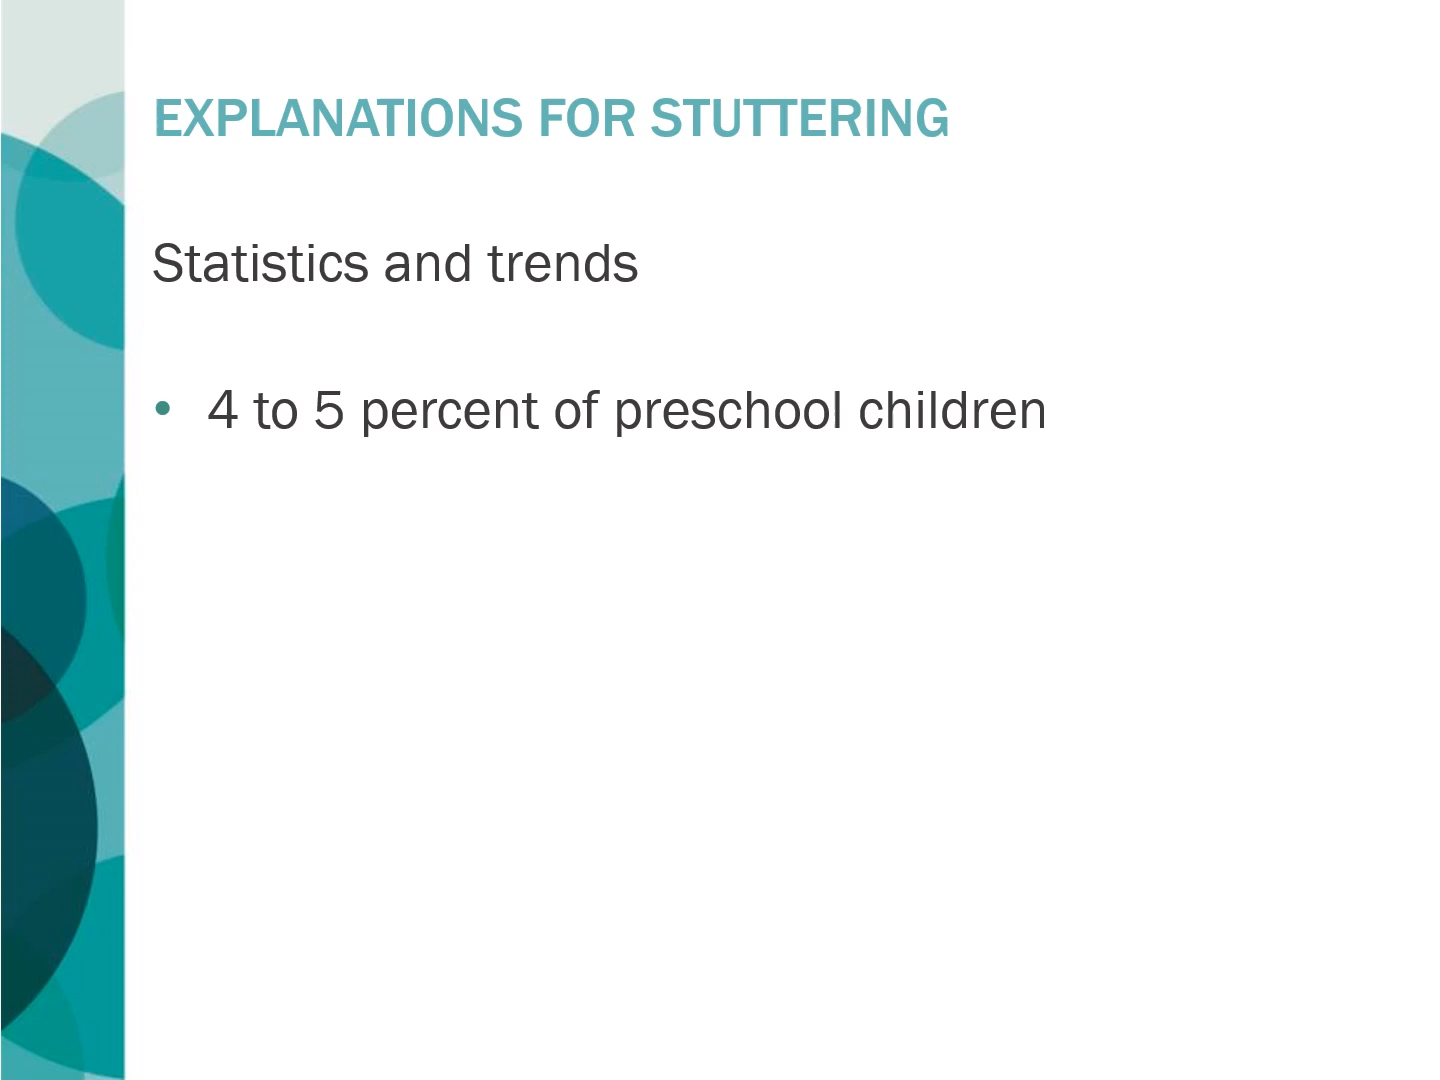 EXPLANATIONS FOR STUTTERING
Statistics and trends
• 4 to 5 percent of preschool children